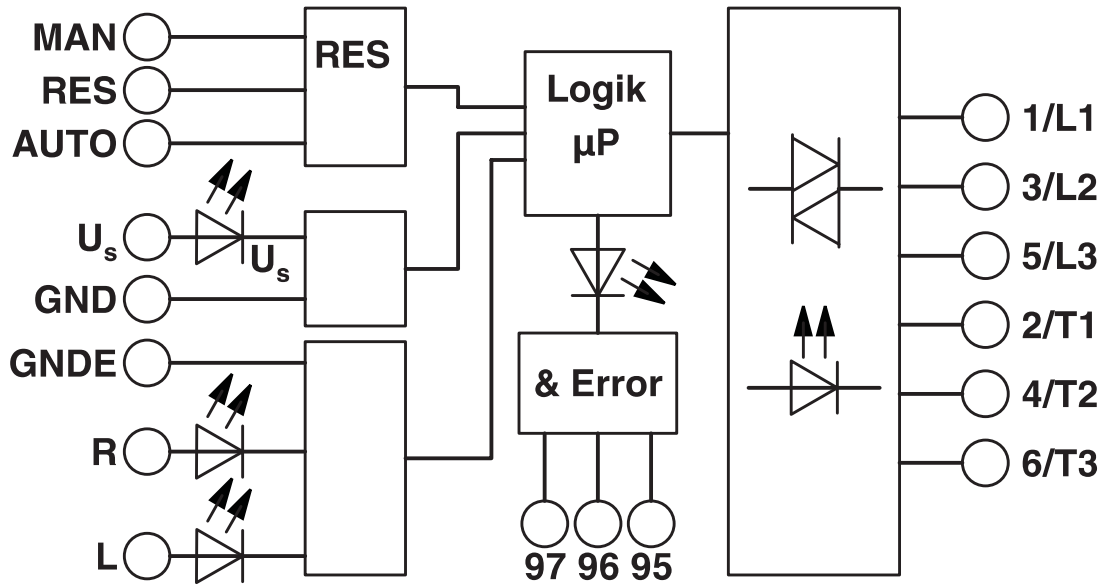 MAN
RES
AUTO
RES
Us
Us
GND
GNDE
R
L
Logik
µP
& Error
97 96 95
1/L1
3/L2
5/L3
2/T1
4/T2
6/T3